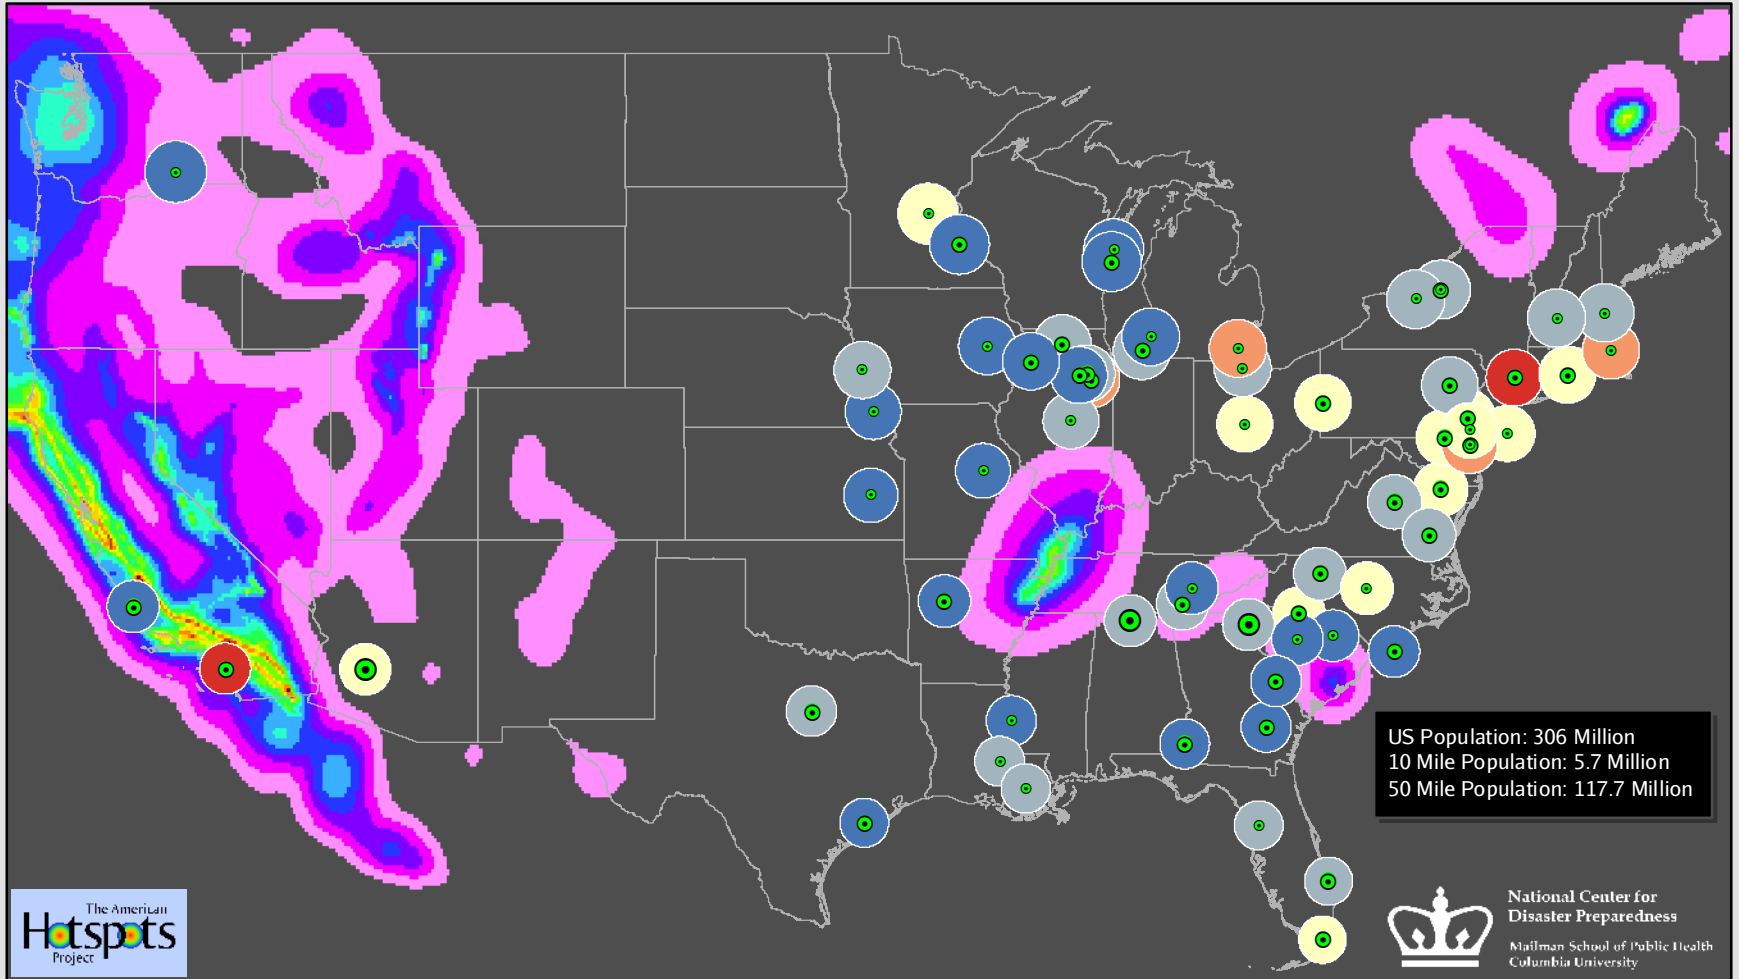 US Population: 306 Million
10 Mile Population: 5.7 Million
50 Mile Population: 117.7 Million
The American
Hotspots
Project
National Center for
Disaster Preparedness
Mailman School of Public Health
Columbia University